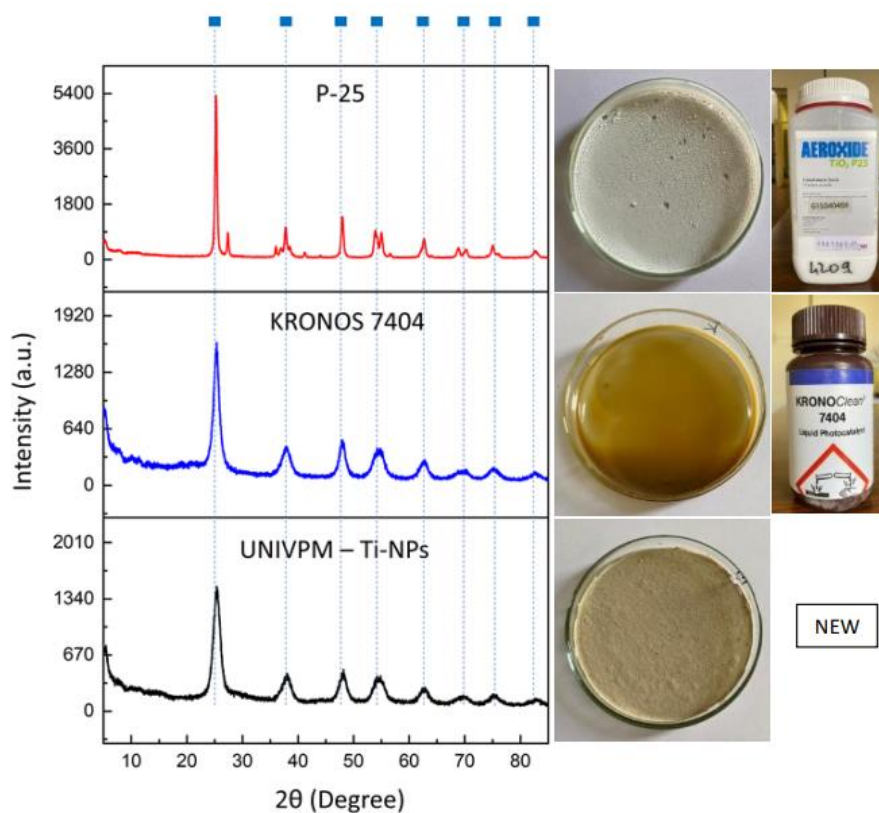 P-25
5400
3600
1800
0
KRONOS 7404
1920
1280
640
0
UNIVPM – Ti-NPs
2010
1340
670
0
10 20 30 40 50 60 70 80
2θ (Degree)
Intensity (a.u.)
AEROXIDE
TiO₂ P25
4209
KRONOClean
7404
Liquid Photocatalyst
NEW